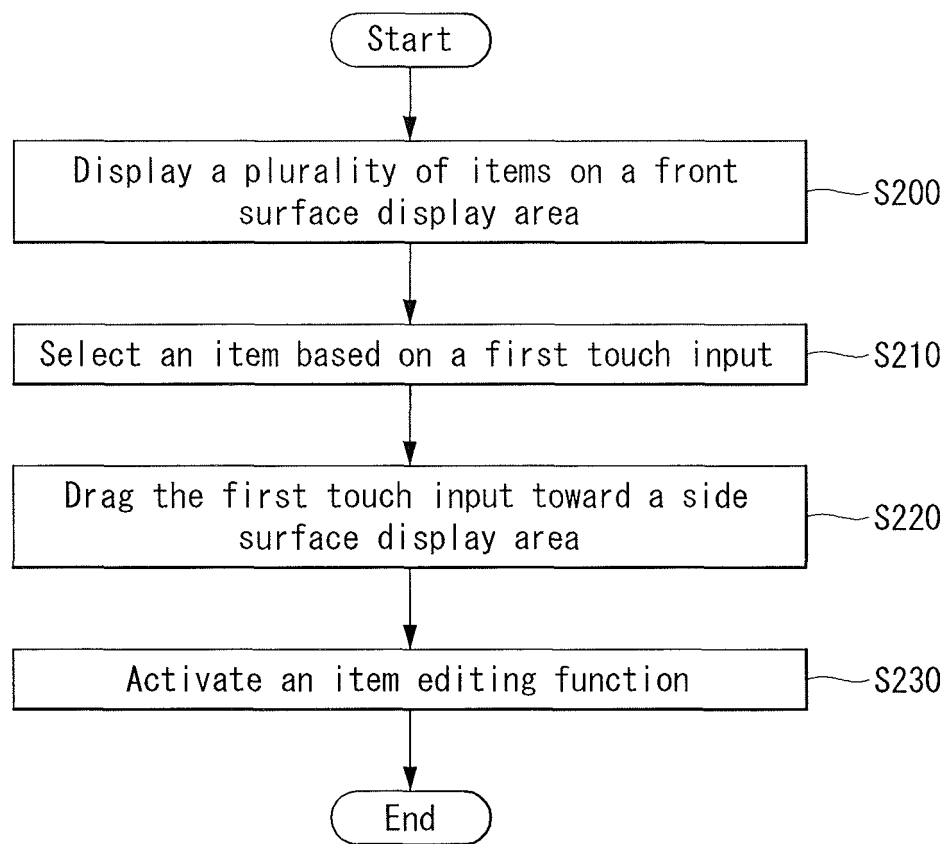 Start
Display a plurality of items on a front
surface display area
S200
Select an item based on a first touch input
S210
Drag the first touch input toward a side
surface display area
S220
Activate an item editing function
S230
End